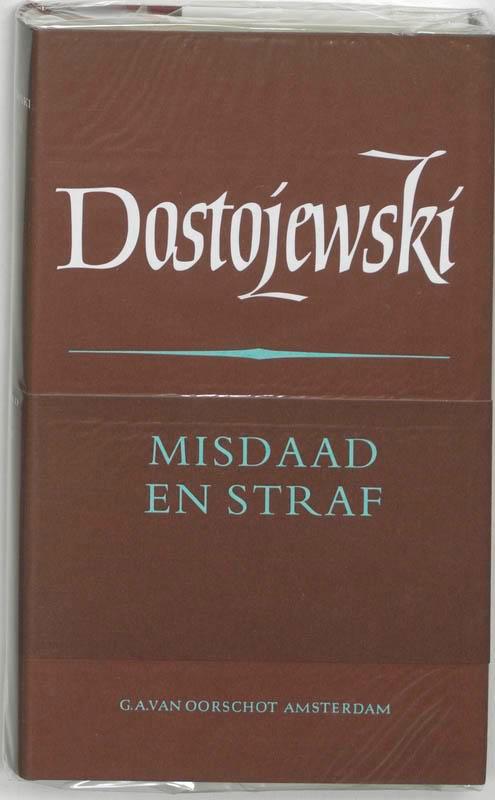 Dostojewski
MISDAAD
EN STRAF
G.A.VAN OORSCHOT AMSTERDAM